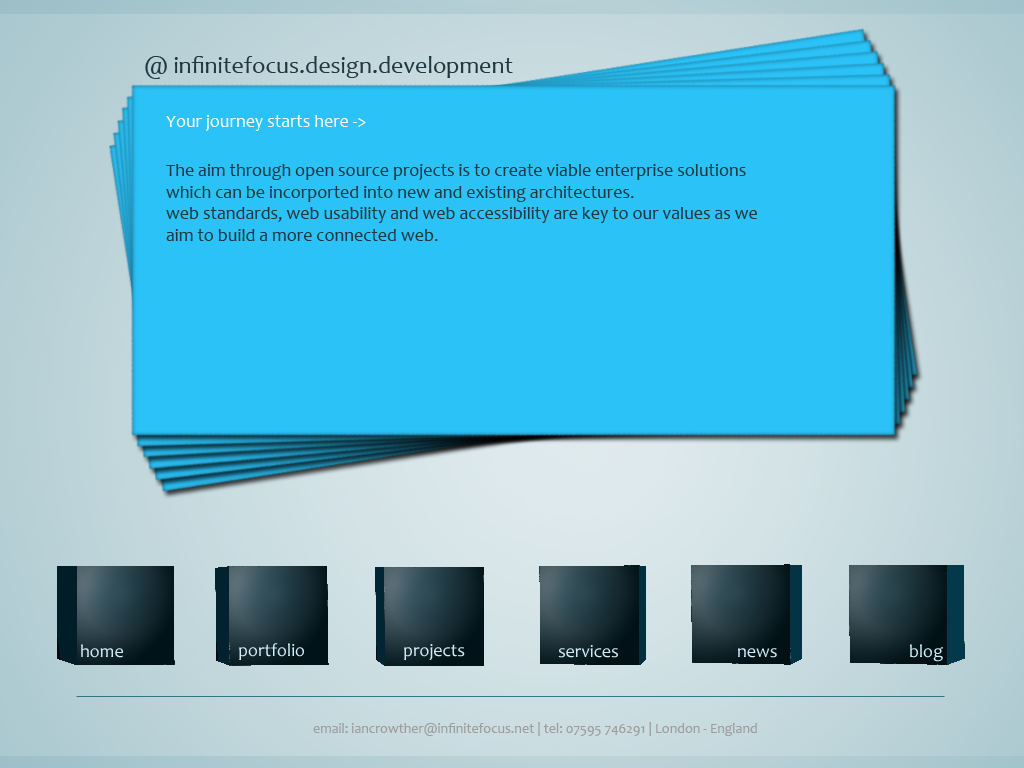 @ infinitefocus.design.development
Your journey starts here ->
The aim through open source projects is to create viable enterprise solutions
which can be incorported into new and existing architectures.
web standards, web usability and web accessibility are key to our values as we
aim to build a more connected web.
home portfolio projects services news blog
email: iancrowther@infinitefocus.net | tel: 07595 746291 | London - England